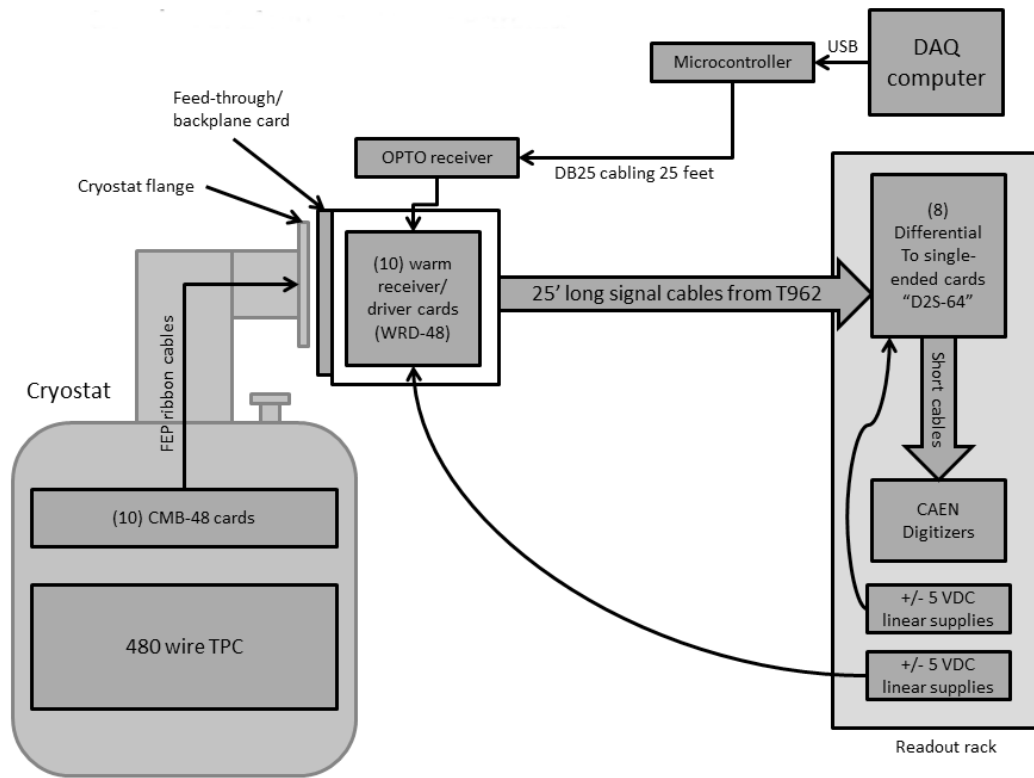 DAQ
computer
USB
Microcontroller
Feed-through/
backplane card
OPTO receiver
DB25 cabling 25 feet
Cryostat flange
(10) warm
receiver/
driver cards
(WRD-48)
25’ long signal cables from T962
(8)
Differential
To single-
ended cards
“D2S-64”
Short cables
Cryostat
FEP ribbon cables
(10) CMB-48 cards
480 wire TPC
CAEN
Digitizers
+/- 5 VDC
linear supplies
+/- 5 VDC
linear supplies
Readout rack